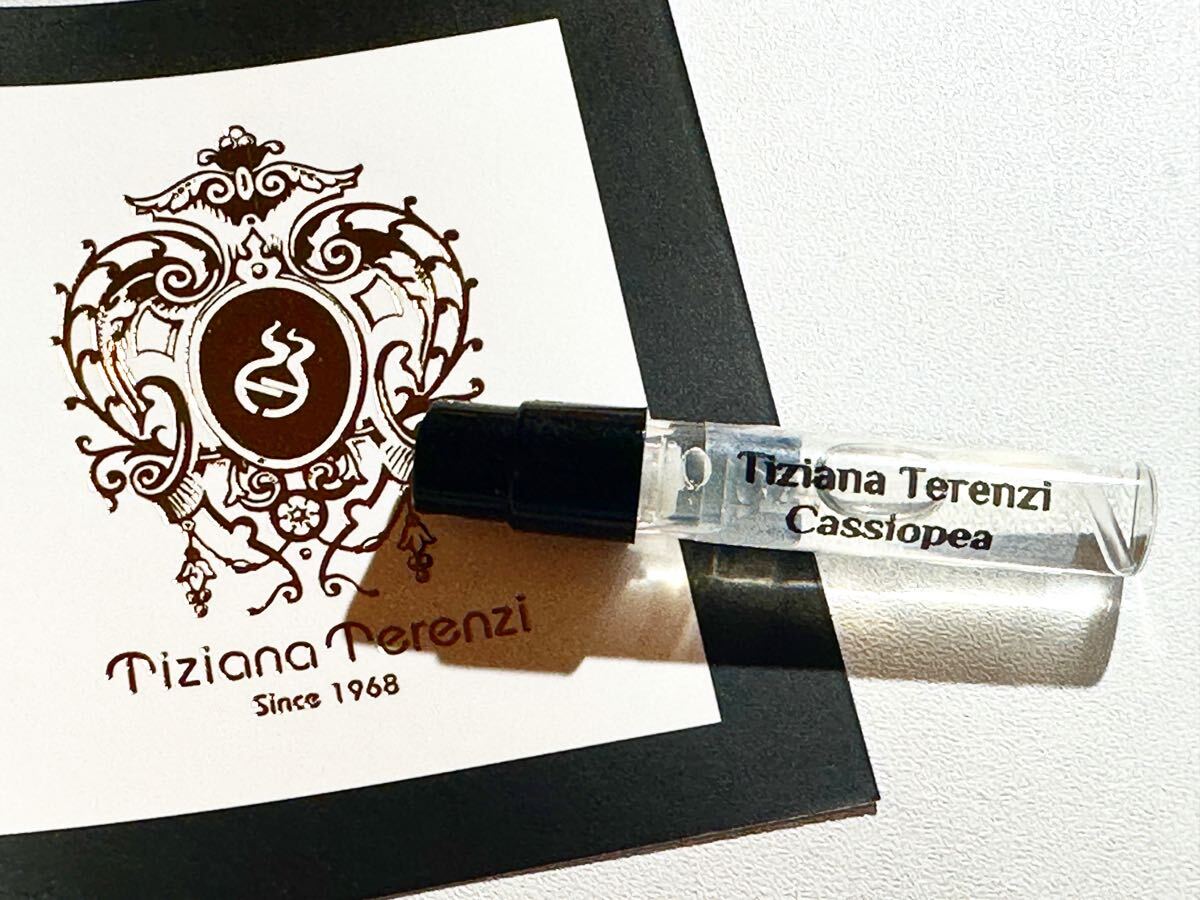 Tiziana Terenzi
Since 1968
Tiziana Terenzi
Cassiopea